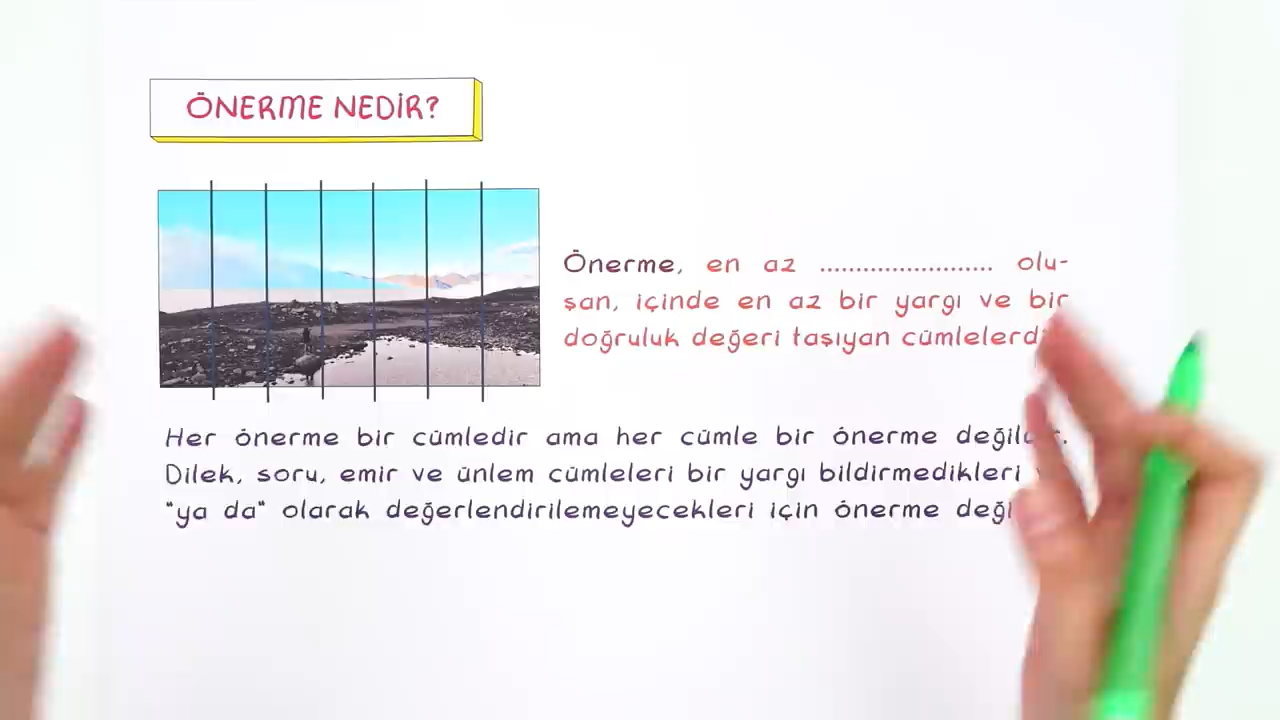 ÖNERME NEDİR?
Önerme, en az ........................ olu-
şan, içinde en az bir yargı ve bir
doğruluk değeri taşıyan cümlelerd
Her önerme bir cümledir ama her cümle bir önerme değildir.
Dilek, soru, emir ve ünlem cümleleri bir yargı bildirmedikleri
"ya da" olarak değerlendirilemeyecekleri için önerme deği